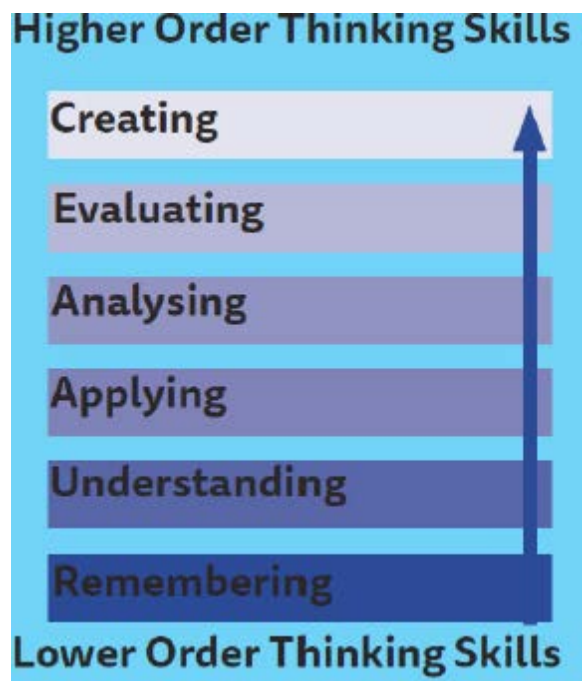 Higher Order Thinking Skills
Creating
Evaluating
Analysing
Applying
Understanding
Remembering
Lower Order Thinking Skills